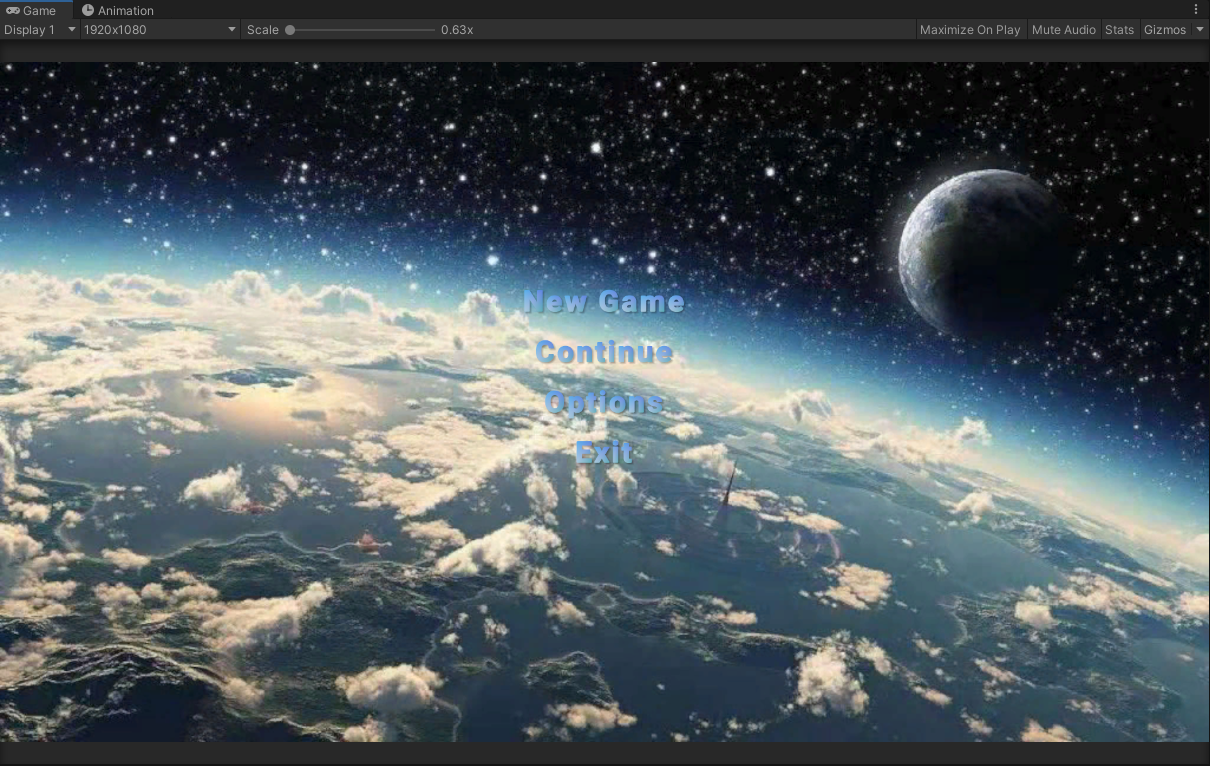 Game Animation
Display 1 1920x1080 Scale 0.63x Maximize On Play Mute Audio Stats Gizmos
New Game
Continue
Options
Exit